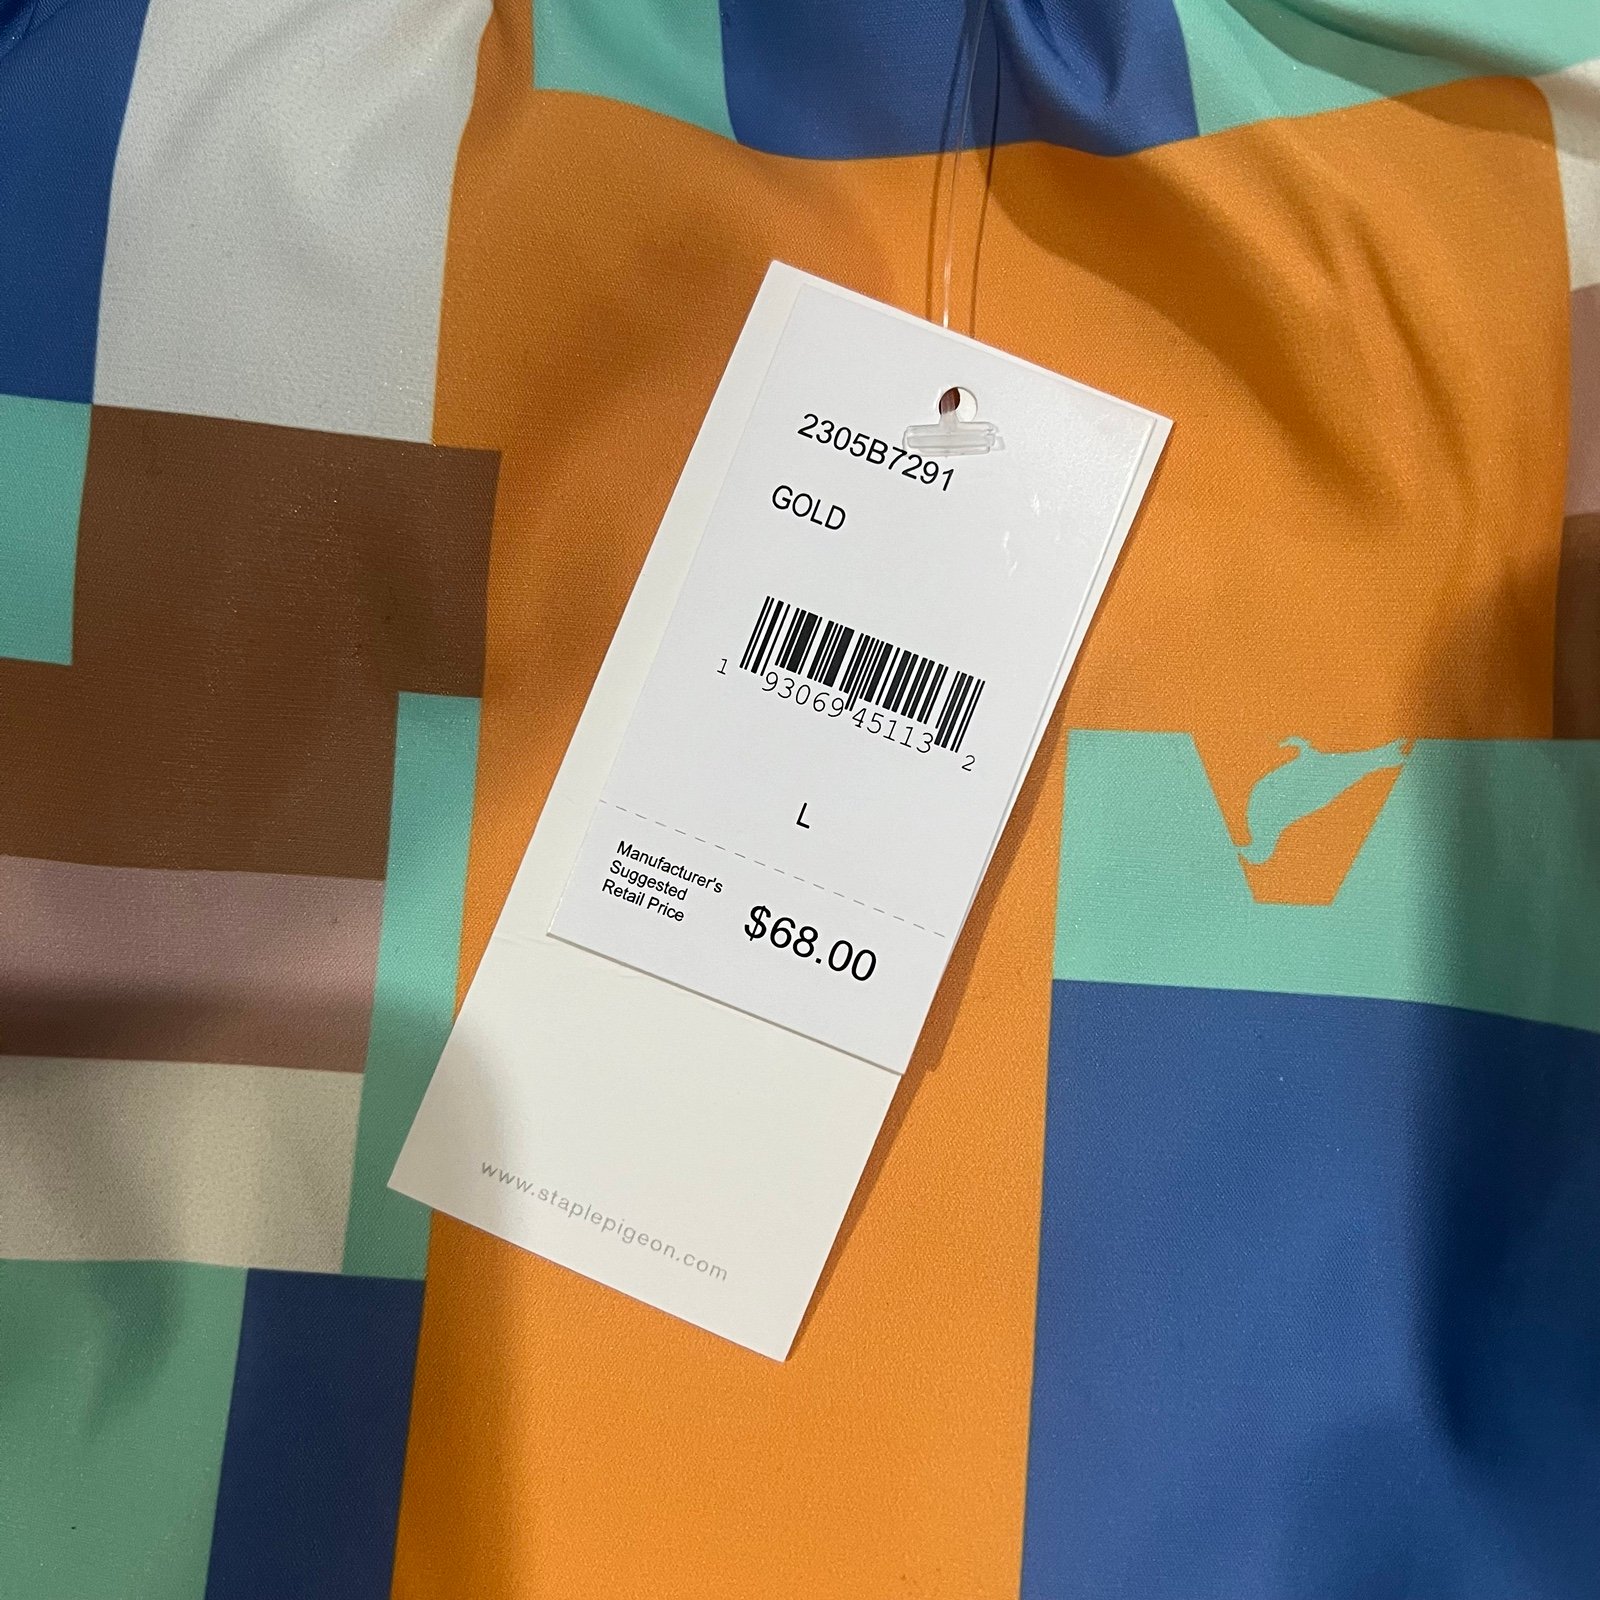 2305B7291
GOLD
1 93069 45113 2
L
Manufacturer's
Suggested
Retail Price
$68.00
www.staplepigeon.com